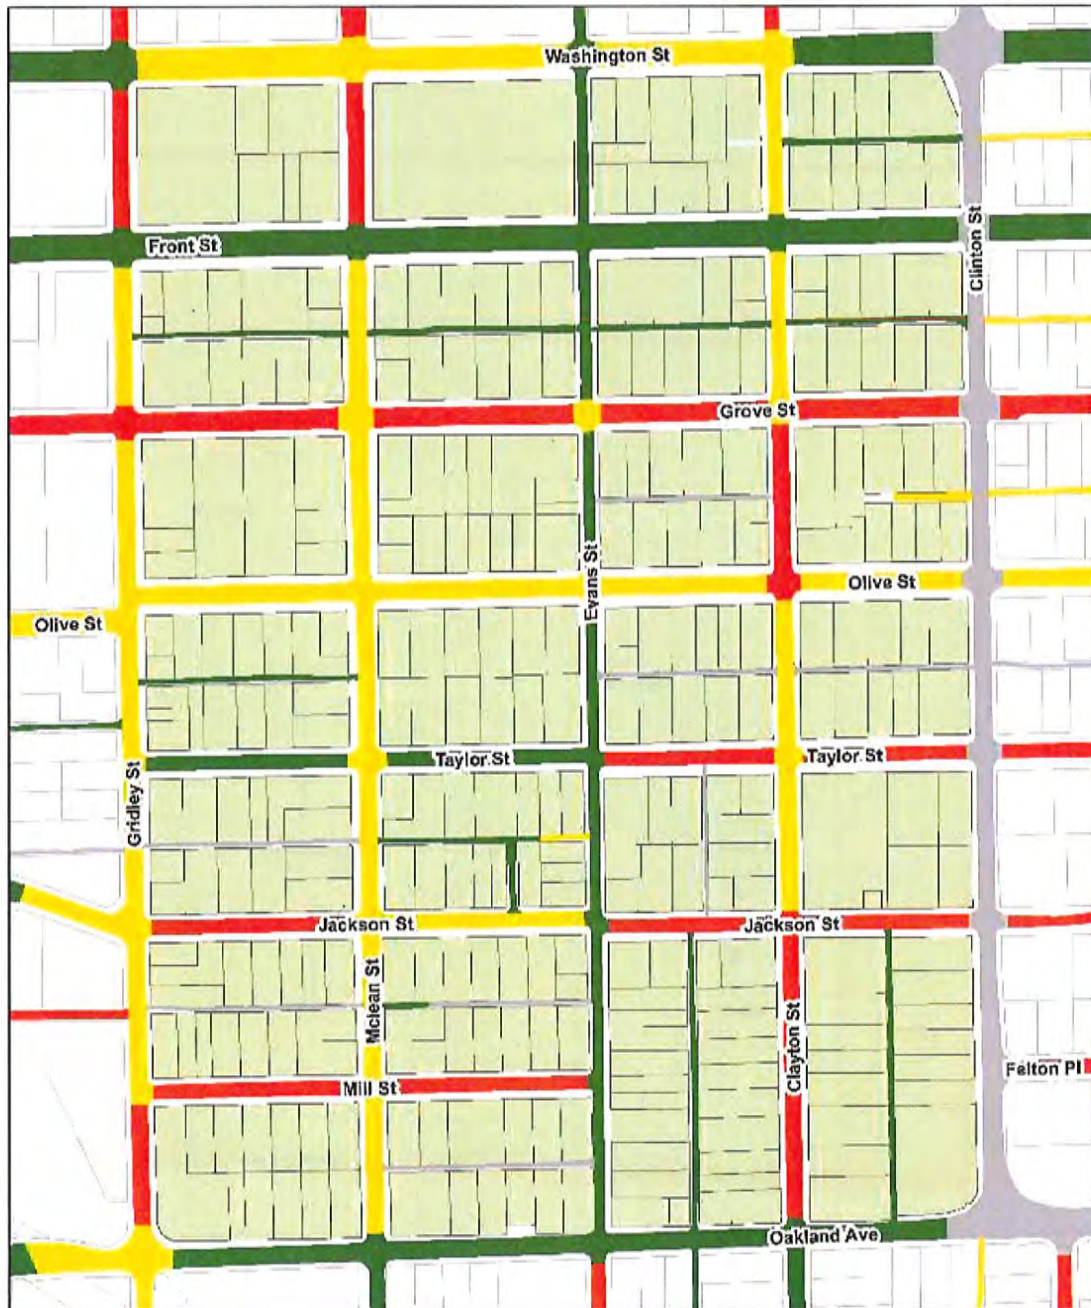 Washington St
Front St
Clinton St
Grove St
Evans St
Olive St
Olive St
Taylor St
Taylor St
Gridley St
Jackson St
Jackson St
Mclean St
Clayton St
Felton Pl
Mill St
Oakland Ave